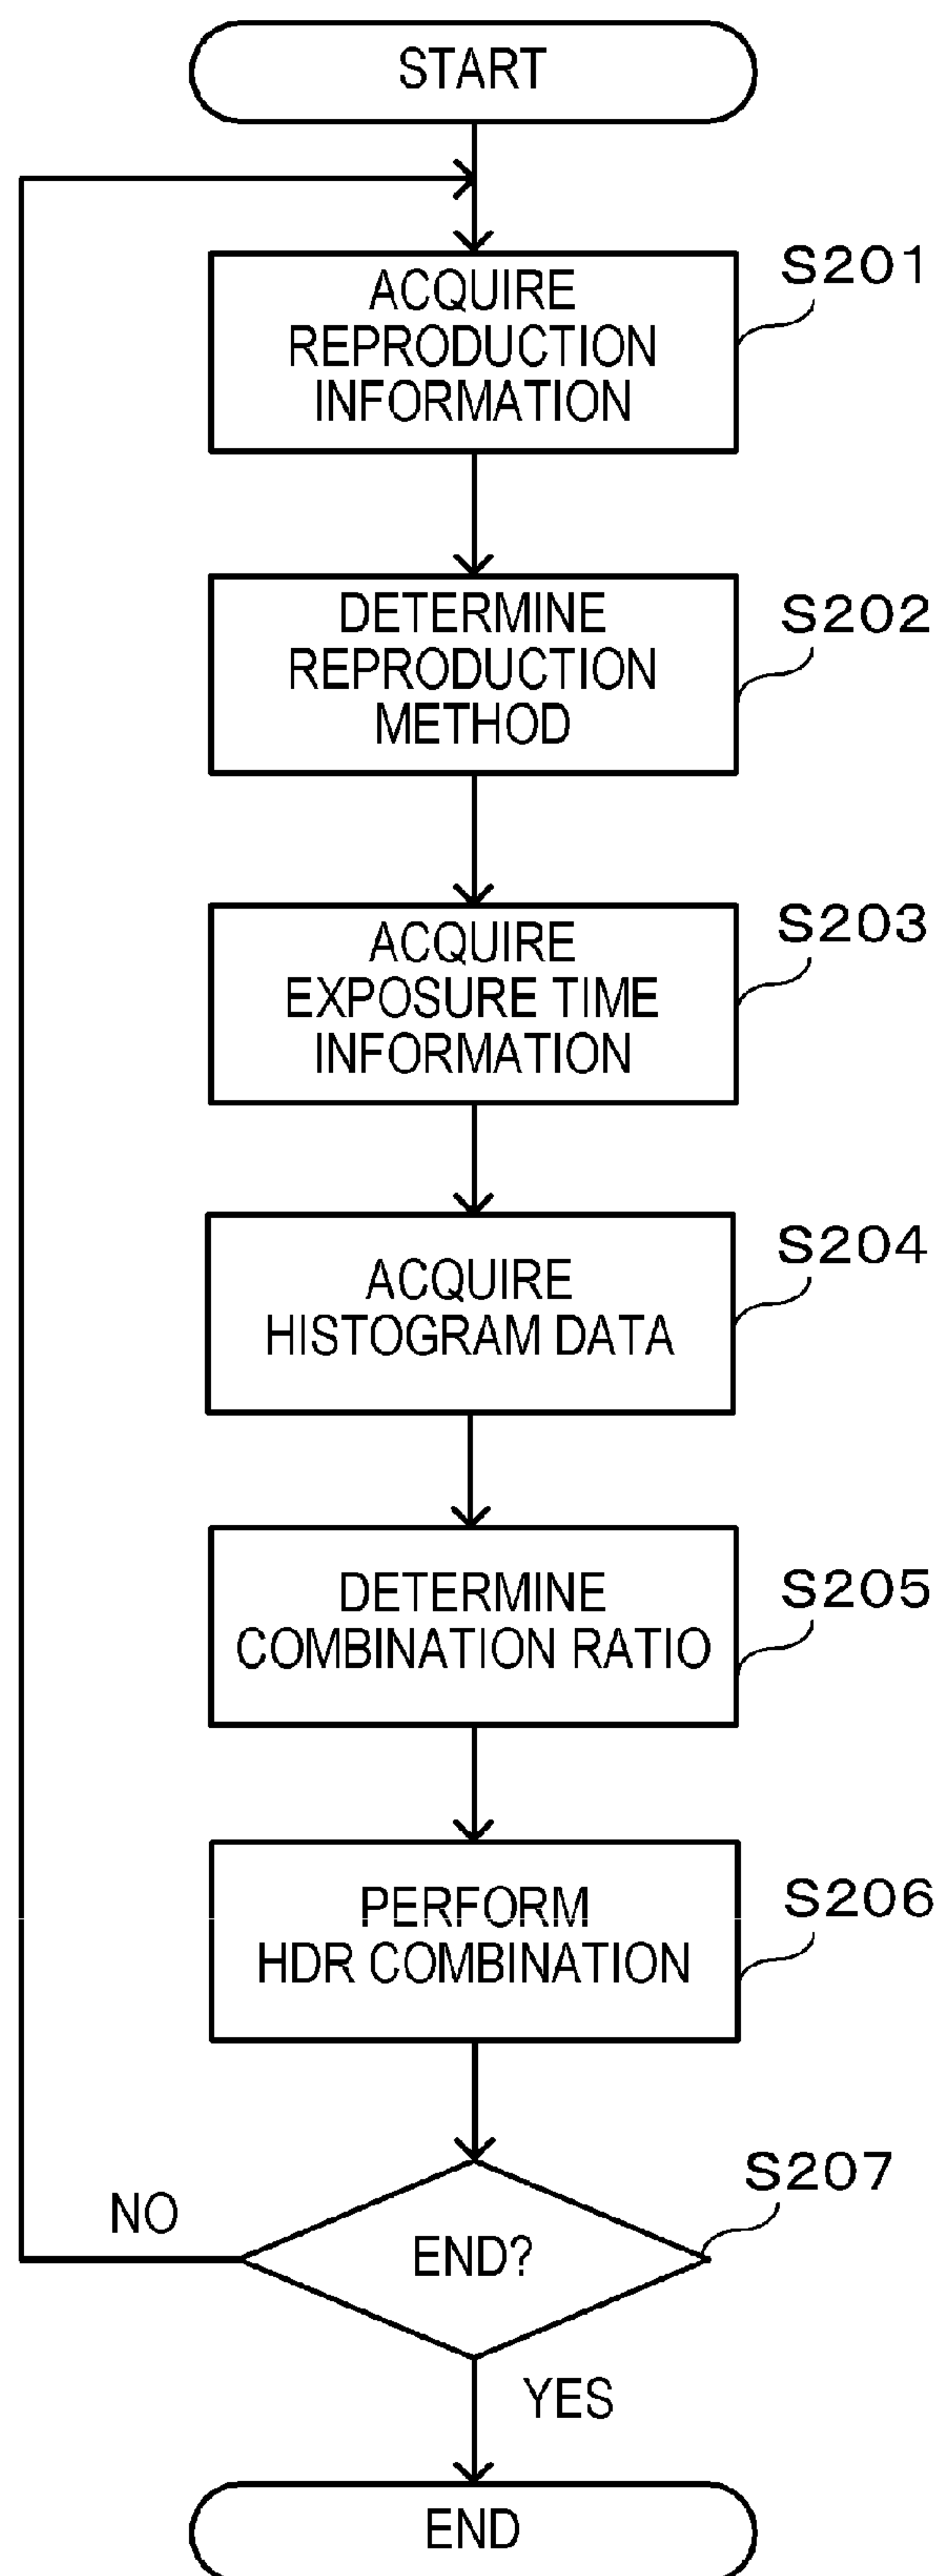 START
ACQUIRE
REPRODUCTION
INFORMATION
S201
DETERMINE
REPRODUCTION
METHOD
S202
ACQUIRE
EXPOSURE TIME
INFORMATION
S203
ACQUIRE
HISTOGRAM DATA
S204
DETERMINE
COMBINATION RATIO
S205
PERFORM
HDR COMBINATION
S206
END?
S207
NO
YES
END